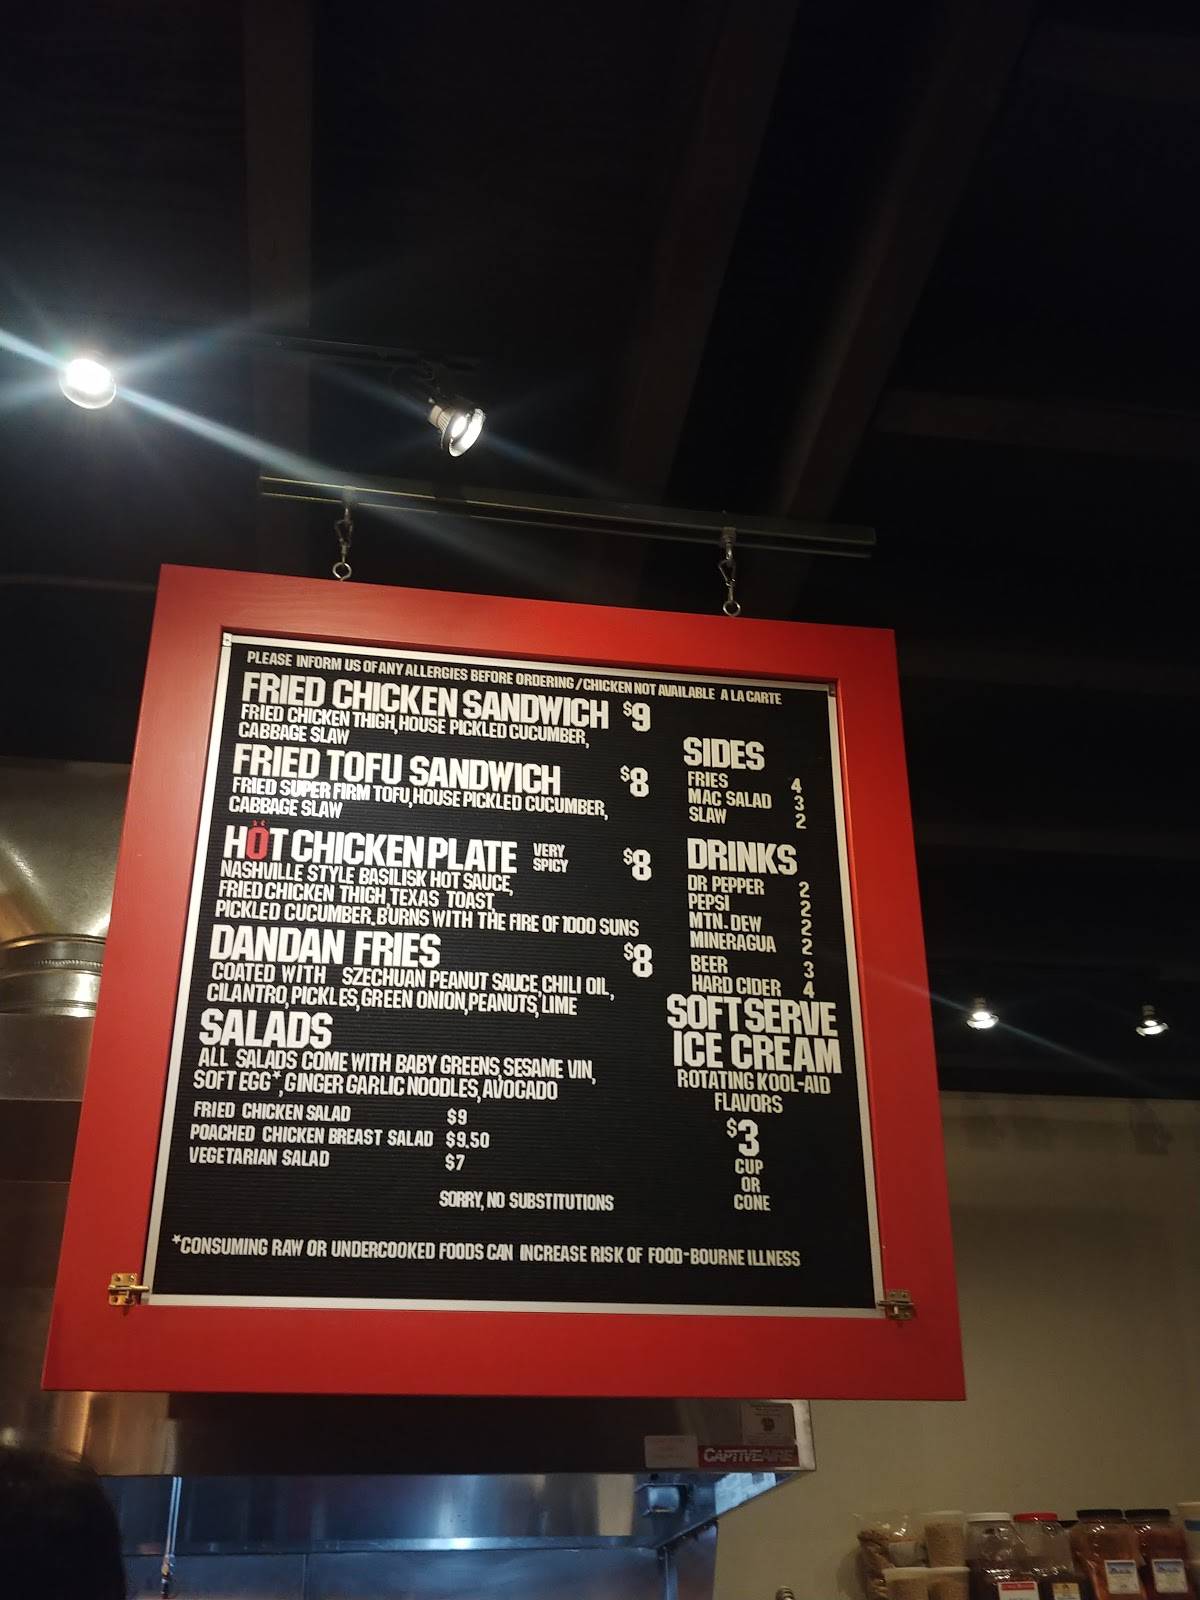 PLEASE INFORM US OF ANY ALLERGIES BEFORE ORDERING/CHICKEN NOT AVAILABLE A LA CARTE
FRIED CHICKEN SANDWICH $9
FRIED CHICKEN THIGH, HOUSE PICKLED CUCUMBER,
CABBAGE SLAW
FRIED TOFU SANDWICH $8
FRIED SUPER FIRM TOFU, HOUSE PICKLED CUCUMBER,
CABBAGE SLAW
HOT CHICKEN PLATE VERY SPICY $8
NASHVILLE STYLE BASILISK HOT SAUCE,
FRIED CHICKEN THIGH, TEXAS TOAST,
PICKLED CUCUMBER. BURNS WITH THE FIRE OF 1000 SUNS
DANDAN FRIES $8
COATED WITH SZECHUAN PEANUT SAUCE, CHILI OIL,
CILANTRO, PICKLES, GREEN ONION, PEANUTS, LIME
SALADS
ALL SALADS COME WITH BABY GREENS, SESAME VIN,
SOFT EGG*, GINGER GARLIC NOODLES, AVOCADO
FRIED CHICKEN SALAD $9
POACHED CHICKEN BREAST SALAD $9.50
VEGETARIAN SALAD $7
SORRY, NO SUBSTITUTIONS
SIDES
FRIES 4
MAC SALAD 3
SLAW 2
DRINKS
DR PEPPER 2
PEPSI 2
MTN. DEW 2
MINERAGUA 2
BEER 3
HARD CIDER 4
SOFT SERVE
ICE CREAM
ROTATING KOOL-AID
FLAVORS
$3
CUP
OR
CONE
*CONSUMING RAW OR UNDERCOOKED FOODS CAN INCREASE RISK OF FOOD-BOURNE ILLNESS
CAPTIVEAIRE